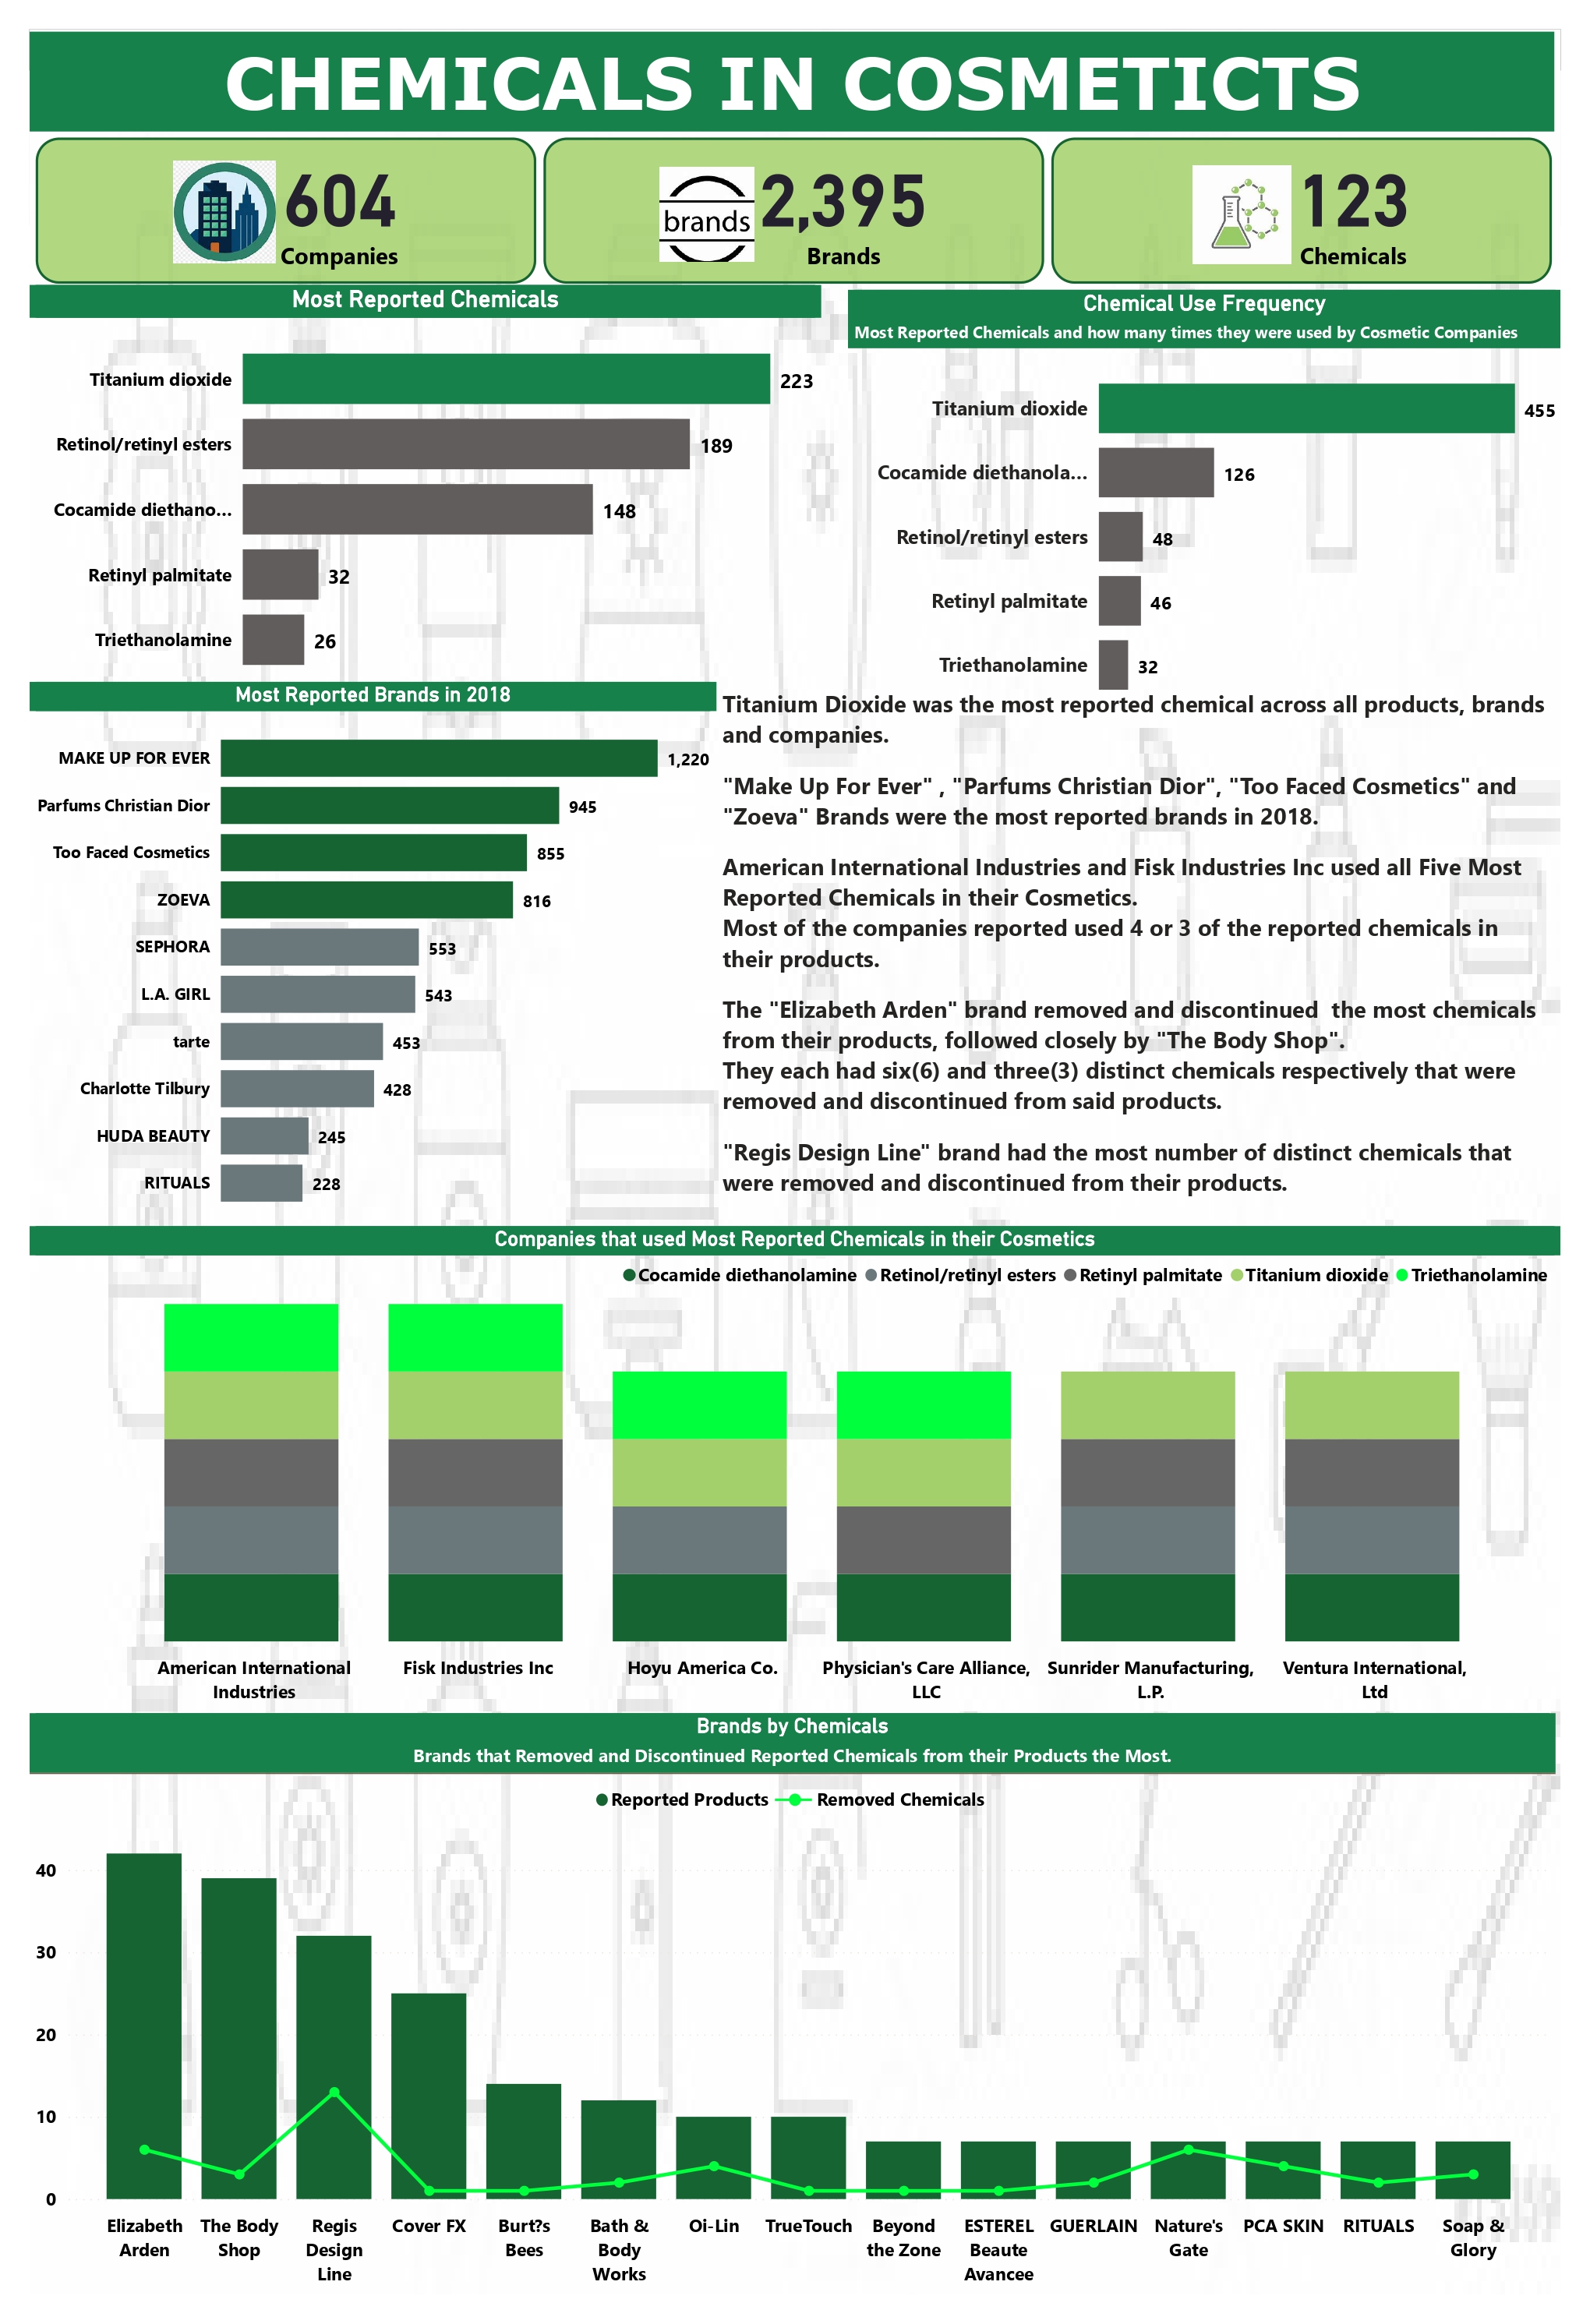 CHEMICALS IN COSMETICTS
604
Companies
brands
2,395
Brands
123
Chemicals
Most Reported Chemicals
Titanium dioxide
223
Retinol/retinyl esters
189
Cocamide diethano...
148
Retinyl palmitate
32
Triethanolamine
26
Chemical Use Frequency
Most Reported Chemicals and how many times they were used by Cosmetic Companies
Titanium dioxide
455
Cocamide diethanola...
126
Retinol/retinyl esters
48
Retinyl palmitate
46
Triethanolamine
32
Most Reported Brands in 2018
MAKE UP FOR EVER
1,220
Parfums Christian Dior
945
Too Faced Cosmetics
855
ZOEVA
816
SEPHORA
553
L.A. GIRL
543
tarte
453
Charlotte Tilbury
428
HUDA BEAUTY
245
RITUALS
228
Titanium Dioxide was the most reported chemical across all products, brands
and companies.
"Make Up For Ever" , "Parfums Christian Dior", "Too Faced Cosmetics" and
"Zoeva" Brands were the most reported brands in 2018.
American International Industries and Fisk Industries Inc used all Five Most
Reported Chemicals in their Cosmetics.
Most of the companies reported used 4 or 3 of the reported chemicals in
their products.
The "Elizabeth Arden" brand removed and discontinued  the most chemicals
from their products, followed closely by "The Body Shop".
They each had six(6) and three(3) distinct chemicals respectively that were
removed and discontinued from said products.
"Regis Design Line" brand had the most number of distinct chemicals that
were removed and discontinued from their products.
Companies that used Most Reported Chemicals in their Cosmetics
Cocamide diethanolamine Retinol/retinyl esters Retinyl palmitate Titanium dioxide Triethanolamine
American International
Industries
Fisk Industries Inc
Hoyu America Co.
Physician's Care Alliance,
LLC
Sunrider Manufacturing,
L.P.
Ventura International,
Ltd
Brands by Chemicals
Brands that Removed and Discontinued Reported Chemicals from their Products the Most.
Reported Products Removed Chemicals
40
30
20
10
0
Elizabeth
Arden
The Body
Shop
Regis
Design
Line
Cover FX
Burt?s
Bees
Bath &
Body
Works
Oi-Lin
TrueTouch
Beyond
the Zone
ESTEREL
Beaute
Avancee
GUERLAIN
Nature's
Gate
PCA SKIN
RITUALS
Soap &
Glory